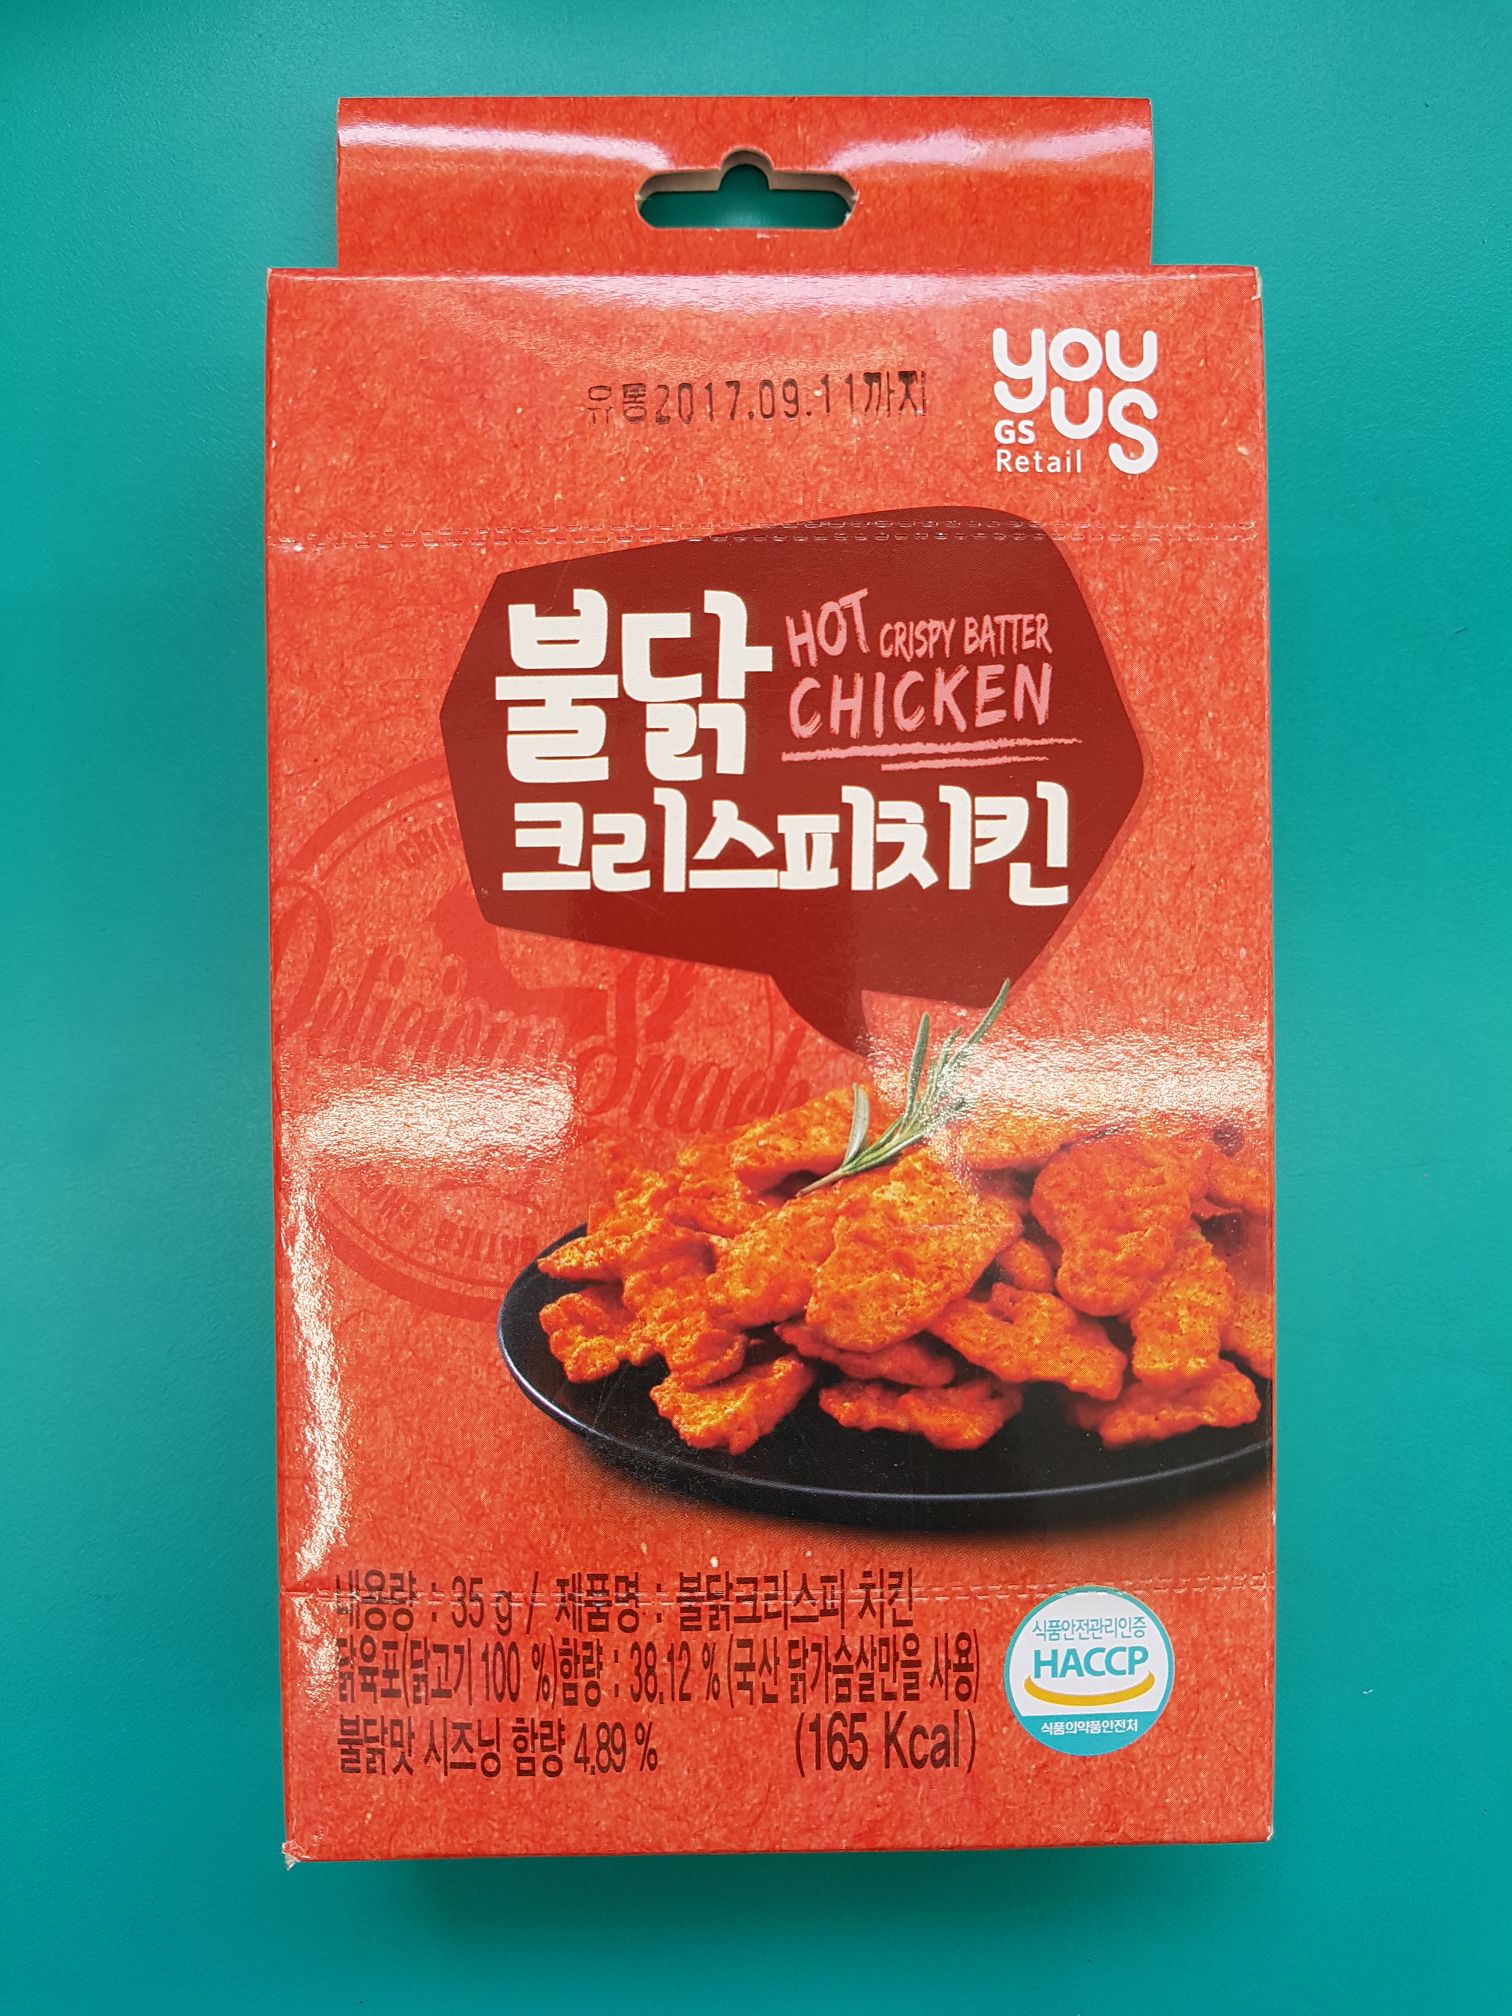 유통2017.09.11까지
you
us
GS
Retail
불닭
HOT CRISPY BATTER
CHICKEN
크리스피치킨
Delicious
Snack
BATTER
내용량 : 35 g / 제품명 : 불닭크리스피 치킨
닭육포(닭고기 100 %)함량 : 38.12 % (국산 닭가슴살만을 사용)
불닭맛 시즈닝 함량 4.89 % (165 Kcal)
식품안전관리인증
HACCP
식품의약품안전처